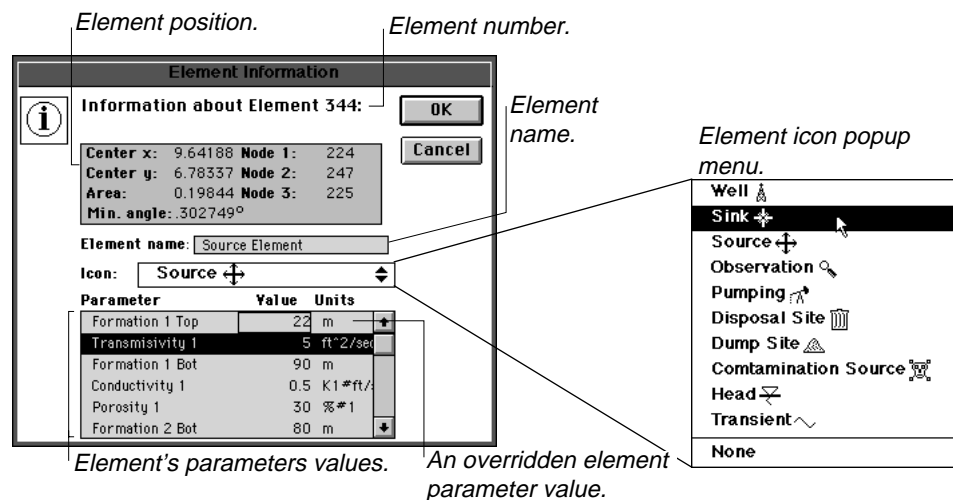 Element position.
Element number.
Element Information
Information about Element 344:
OK
Cancel
Center x: 9.64188 Node 1: 224
Center y: 6.78337 Node 2: 247
Area: 0.19844 Node 3: 225
Min. angle: .302749°
Element name: Source Element
Icon: Source
Parameter Value Units
Formation 1 Top 22 m
Transmisivity 1 5 ft^2/sec
Formation 1 Bot 90 m
Conductivity 1 0.5 K1#ft/
Porosity 1 30 %#1
Formation 2 Bot 80 m
Element's parameters values.
An overridden element
parameter value.
Element
name.
Element icon popup
menu.
Well
Sink
Source
Observation
Pumping
Disposal Site
Dump Site
Comtamination Source
Head
Transient
None